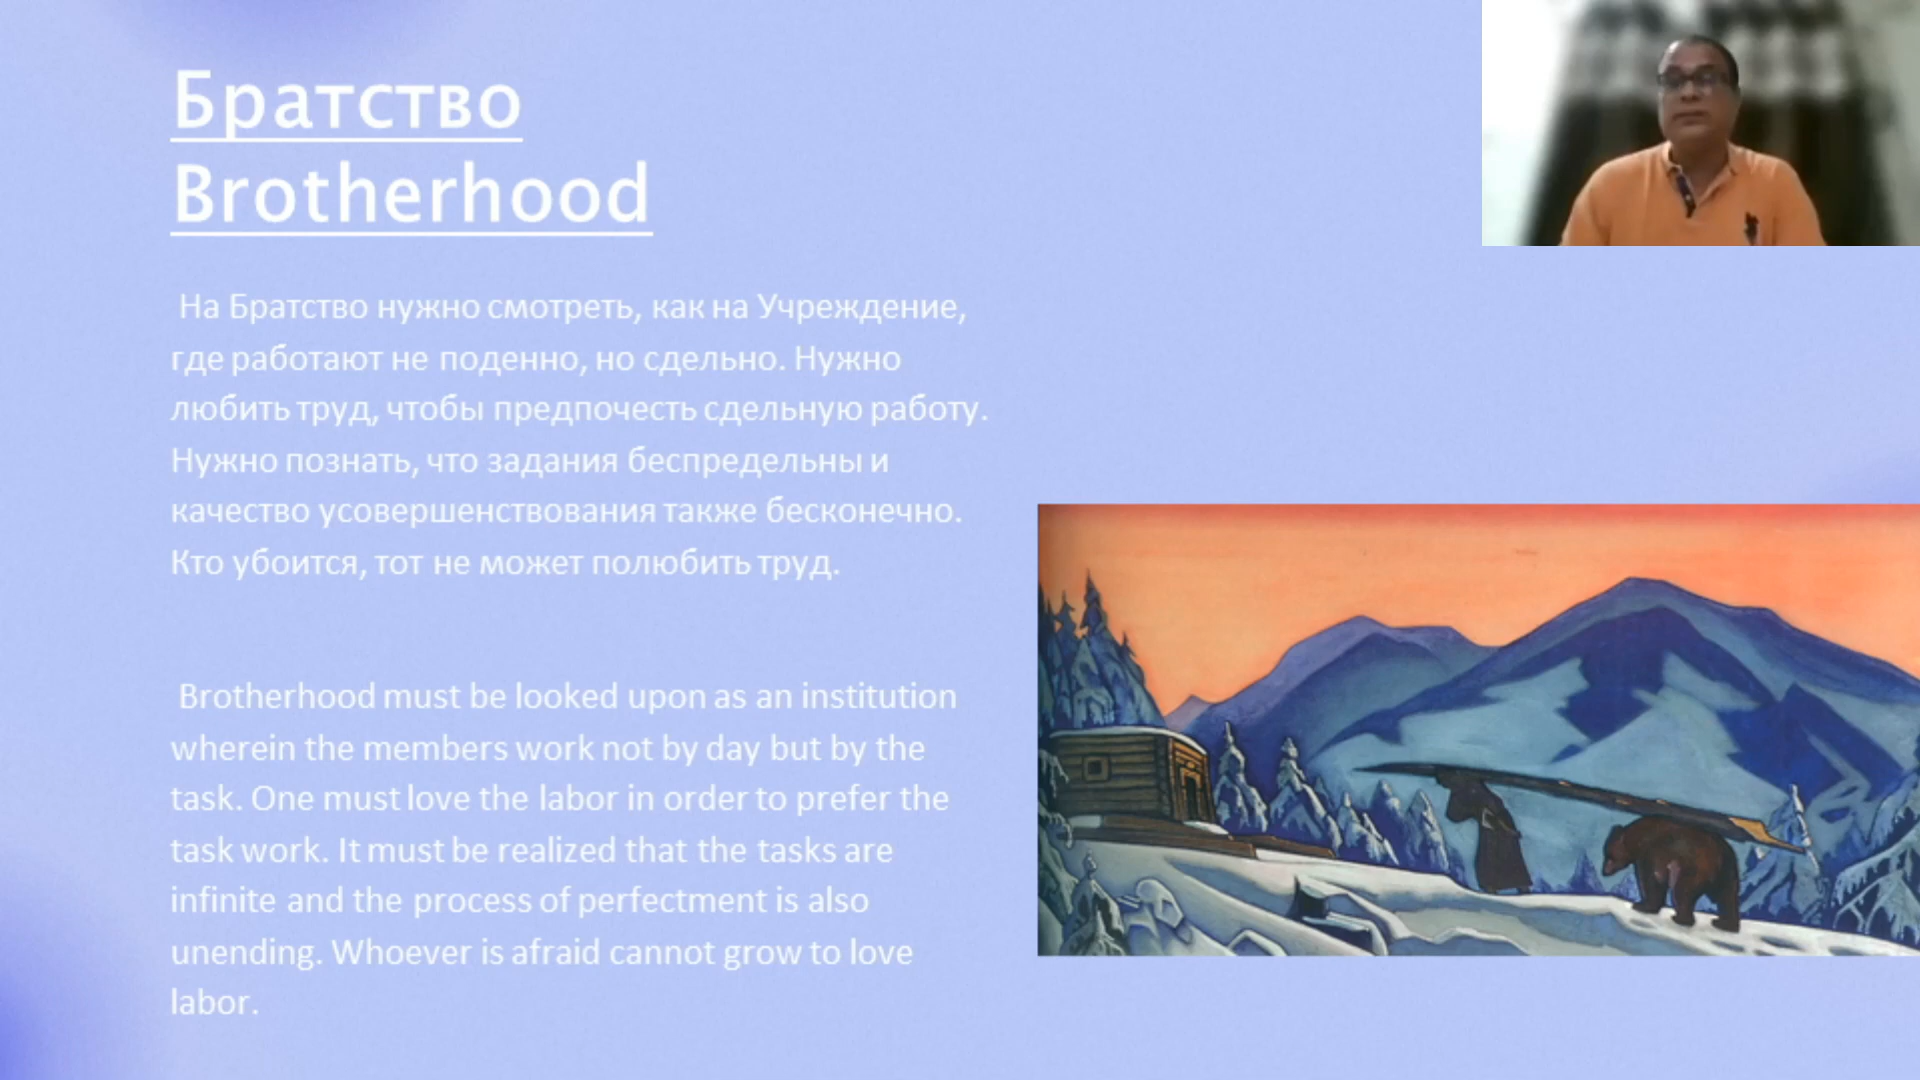 Братство
Brotherhood
На Братство нужно смотреть, как на Учреждение,
где работают не поденно, но сдельно. Нужно
любить труд, чтобы предпочесть сдельную работу.
Нужно познать, что задания беспредельны и
качество усовершенствования также бесконечно.
Кто убоится, тот не может полюбить труд.
Brotherhood must be looked upon as an institution
wherein the members work not by day but by the
task. One must love the labor in order to prefer the
task work. It must be realized that the tasks are
infinite and the process of perfectment is also
unending. Whoever is afraid cannot grow to love
labor.